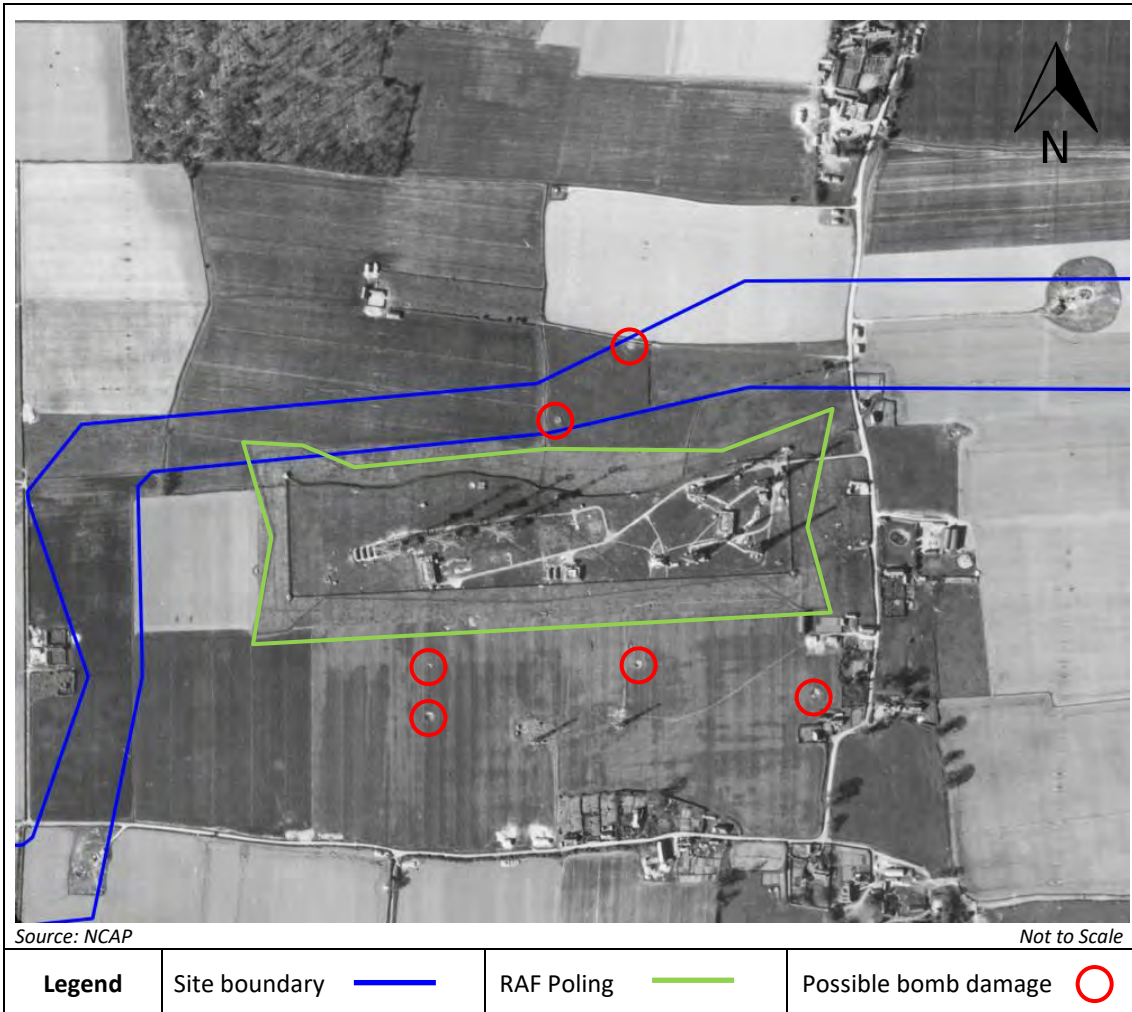 N
Source: NCAP
Not to Scale
Legend
Site boundary
RAF Poling
Possible bomb damage